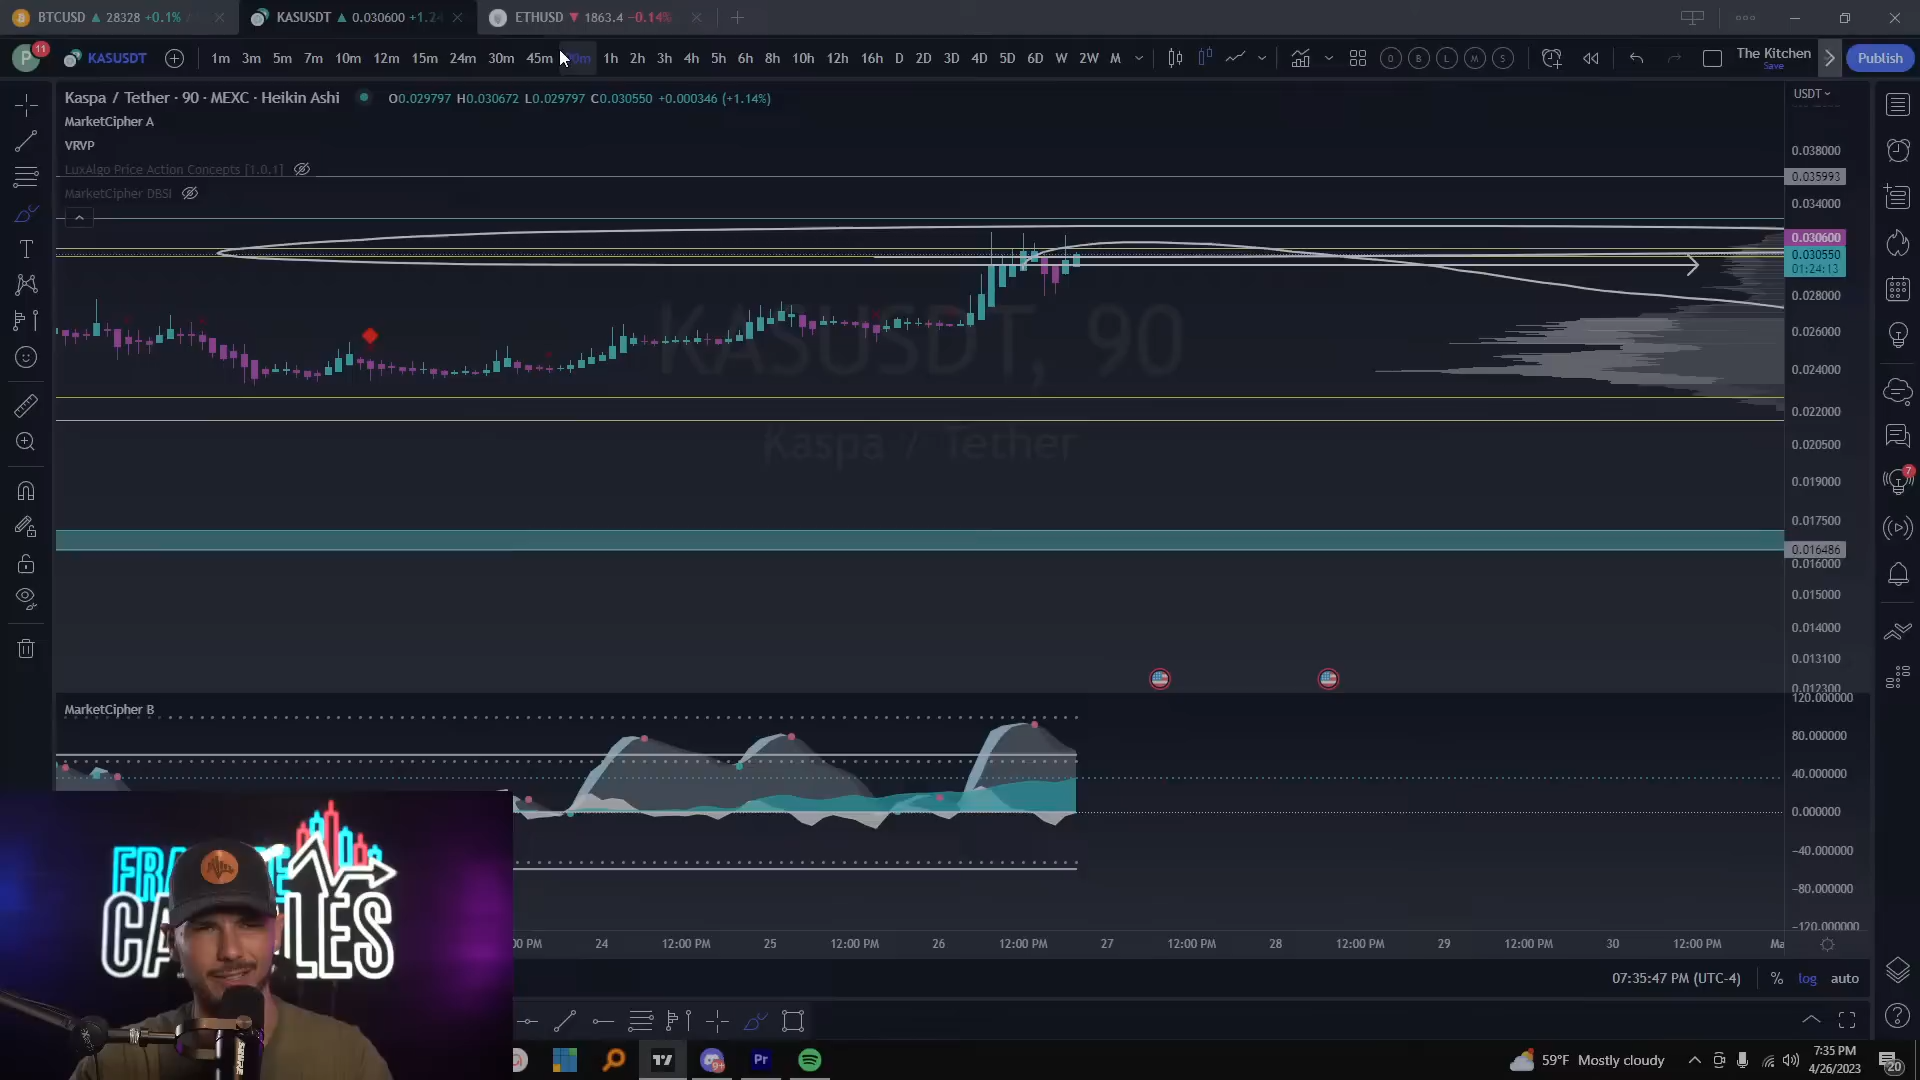 BTCUSD ▲ 28328 +0.1%
KASUSDT ▲ 0.030600 +1.2
ETHUSD ▼ 1863.4 −0.14%
P 11
KASUSDT
1m 3m 5m 7m 10m 12m 15m 24m 30m 45m 1h 2h 3h 4h 5h 6h 8h 10h 12h 16h D 2D 3D 4D 5D 6D W 2W M
D B L M S
The Kitchen
Save
Publish
Kaspa / Tether · 90 · MEXC · Heikin Ashi
O0.029797 H0.030672 L0.029797 C0.030550 +0.000346 (+1.14%)
USDT
MarketCipher A
VRVP
LuxAlgo Price Action Concepts [1.0.1]
MarketCipher DBSI
0.038000
0.035993
0.034000
0.030600
0.030550
01:24:13
0.028000
0.026000
0.024000
0.022000
0.020500
0.019000
0.017500
0.016486
0.016000
0.015000
0.014000
0.013100
0.012300
KASUSDT, 90
Kaspa / Tether
7
MarketCipher B
120.000000
80.000000
40.000000
0.000000
−40.000000
−80.000000
−120.000000
CA LES
00 PM 24 12:00 PM 25 12:00 PM 26 12:00 PM 27 12:00 PM 28 12:00 PM 29 12:00 PM 30 12:00 PM Ma
07:35:47 PM (UTC-4) % log auto
SHURE
Pr
59°F Mostly cloudy
7:35 PM
4/26/2023
20